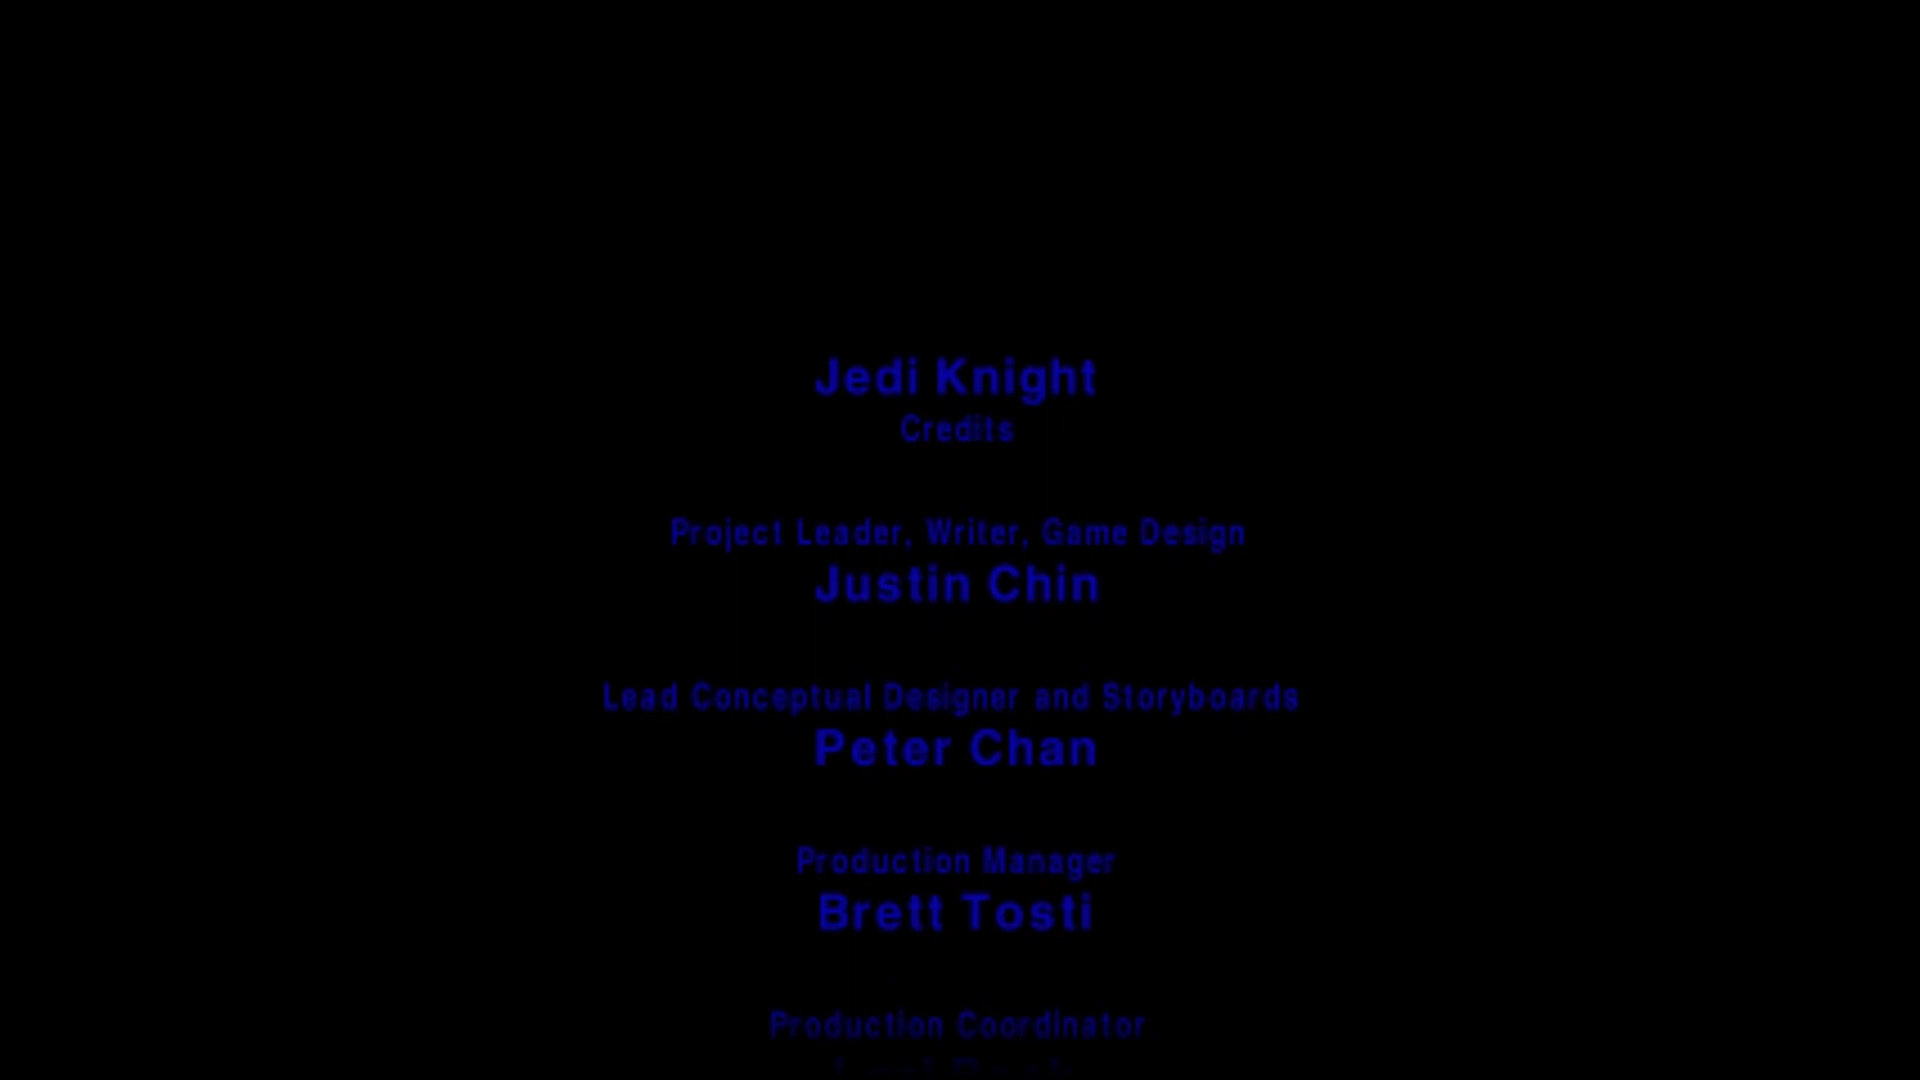 Jedi Knight
Credits
Project Leader, Writer, Game Design
Justin Chin
Lead Conceptual Designer and Storyboards
Peter Chan
Production Manager
Brett Tosti
Production Coordinator